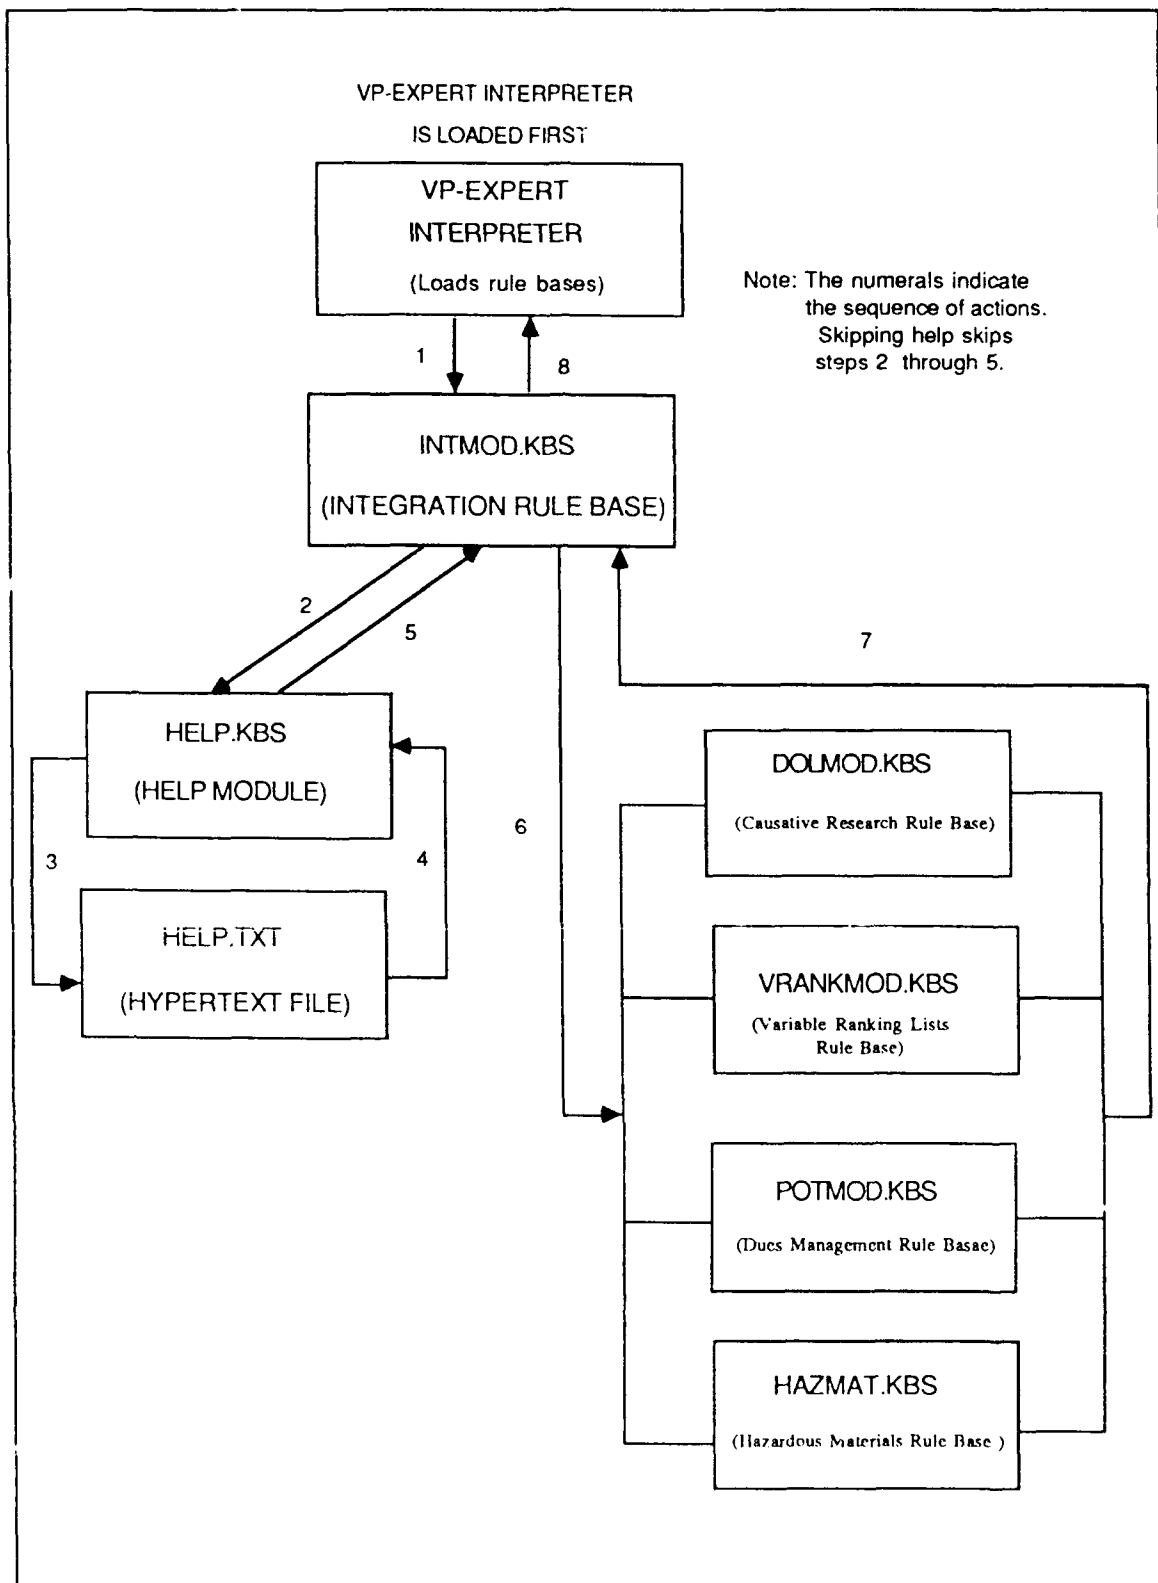 VP-EXPERT INTERPRETER
IS LOADED FIRST
VP-EXPERT
INTERPRETER
(Loads rule bases)
Note: The numerals indicate
the sequence of actions.
Skipping help skips
steps 2 through 5.
1
8
INTMOD.KBS
(INTEGRATION RULE BASE)
2
5
7
HELP.KBS
(HELP MODULE)
DOLMOD.KBS
(Causative Research Rule Base)
6
3
4
HELP.TXT
(HYPERTEXT FILE)
VRANKMOD.KBS
(Variable Ranking Lists
Rule Base)
POTMOD.KBS
(Dues Management Rule Basae)
HAZMAT.KBS
(Hazardous Materials Rule Base )